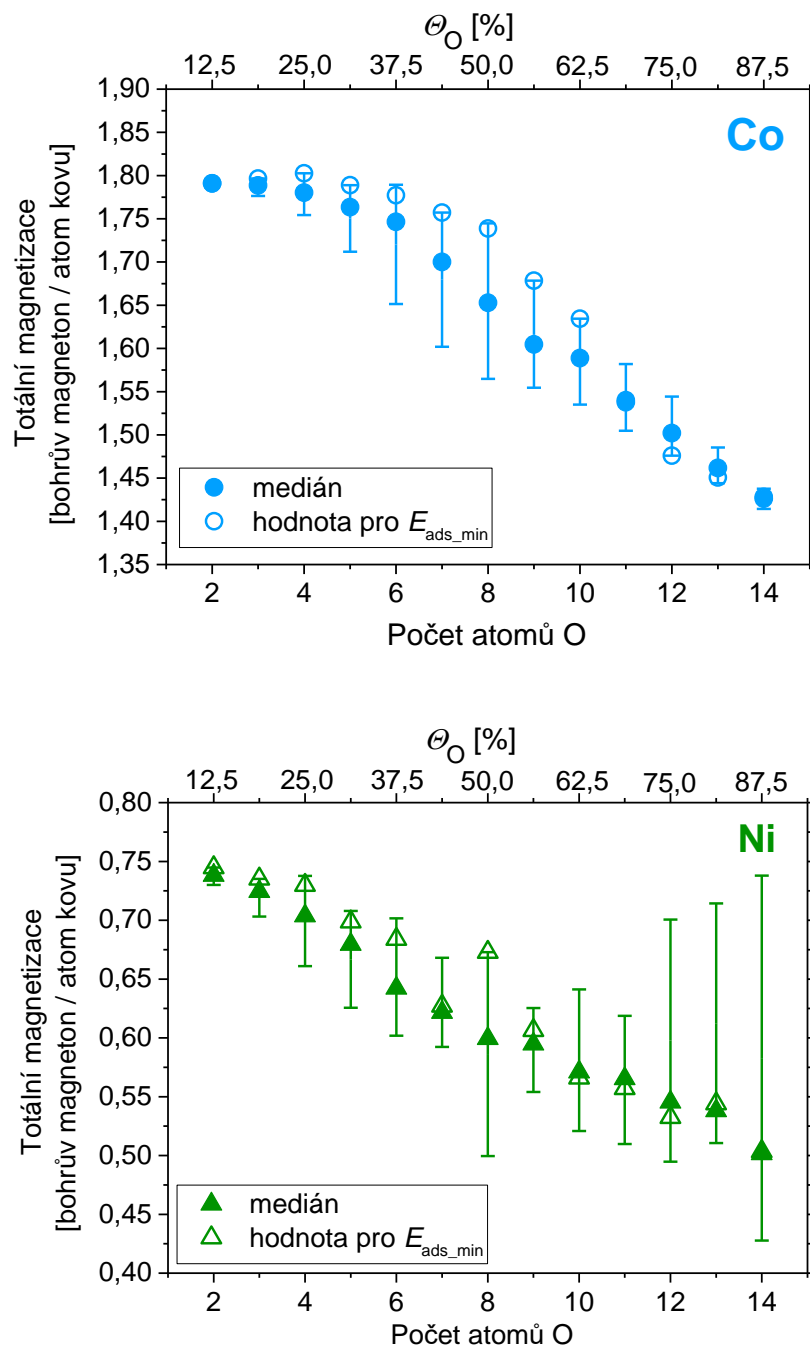 Θ_O [%]
12,5 25,0 37,5 50,0 62,5 75,0 87,5
Co
1,90
1,85
1,80
1,75
1,70
1,65
1,60
1,55
1,50
1,45
1,40
1,35
Totální magnetizace
[bohrův magneton / atom kovu]
medián
hodnota pro E_ads_min
2 4 6 8 10 12 14
Počet atomů O
Θ_O [%]
12,5 25,0 37,5 50,0 62,5 75,0 87,5
Ni
0,80
0,75
0,70
0,65
0,60
0,55
0,50
0,45
0,40
Totální magnetizace
[bohrův magneton / atom kovu]
medián
hodnota pro E_ads_min
2 4 6 8 10 12 14
Počet atomů O